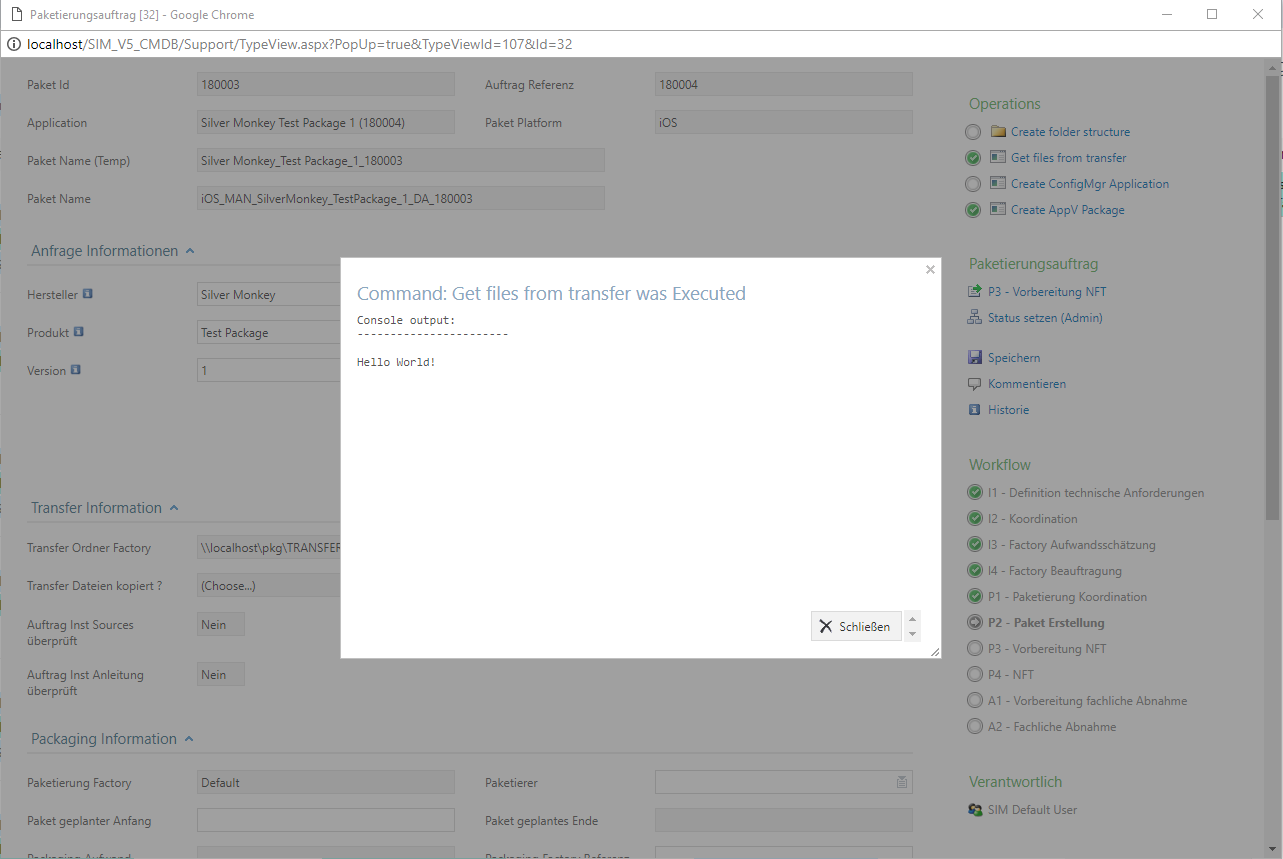 Paketierungsauftrag [32] - Google Chrome
localhost/SIM_V5_CMDB/Support/TypeView.aspx?PopUp=true&TypeViewId=107&Id=32
Paket Id 180003 Auftrag Referenz 180004
Application Silver Monkey Test Package 1 (180004) Paket Platform iOS
Paket Name (Temp) Silver Monkey_Test Package_1_180003
Paket Name iOS_MAN_SilverMonkey_TestPackage_1_DA_180003
Anfrage Informationen
Hersteller Silver Monkey
Produkt Test Package
Version 1
Transfer Information
Transfer Ordner Factory \\localhost\pkg\TRANSFER
Transfer Dateien kopiert ? (Choose...)
Auftrag Inst Sources
überprüft
Nein
Auftrag Inst Anleitung
überprüft
Nein
Packaging Information
Paketierung Factory Default Paketierer
Paket geplanter Anfang Paket geplantes Ende
Packaging Aufwand Packaging Factory Referenz
Command: Get files from transfer was Executed
Console output:
-----------------------
Hello World!
Schließen
Operations
Create folder structure
Get files from transfer
Create ConfigMgr Application
Create AppV Package
Paketierungsauftrag
P3 - Vorbereitung NFT
Status setzen (Admin)
Speichern
Kommentieren
Historie
Workflow
I1 - Definition technische Anforderungen
I2 - Koordination
I3 - Factory Aufwandsschätzung
I4 - Factory Beauftragung
P1 - Paketierung Koordination
P2 - Paket Erstellung
P3 - Vorbereitung NFT
P4 - NFT
A1 - Vorbereitung fachliche Abnahme
A2 - Fachliche Abnahme
Verantwortlich
SIM Default User